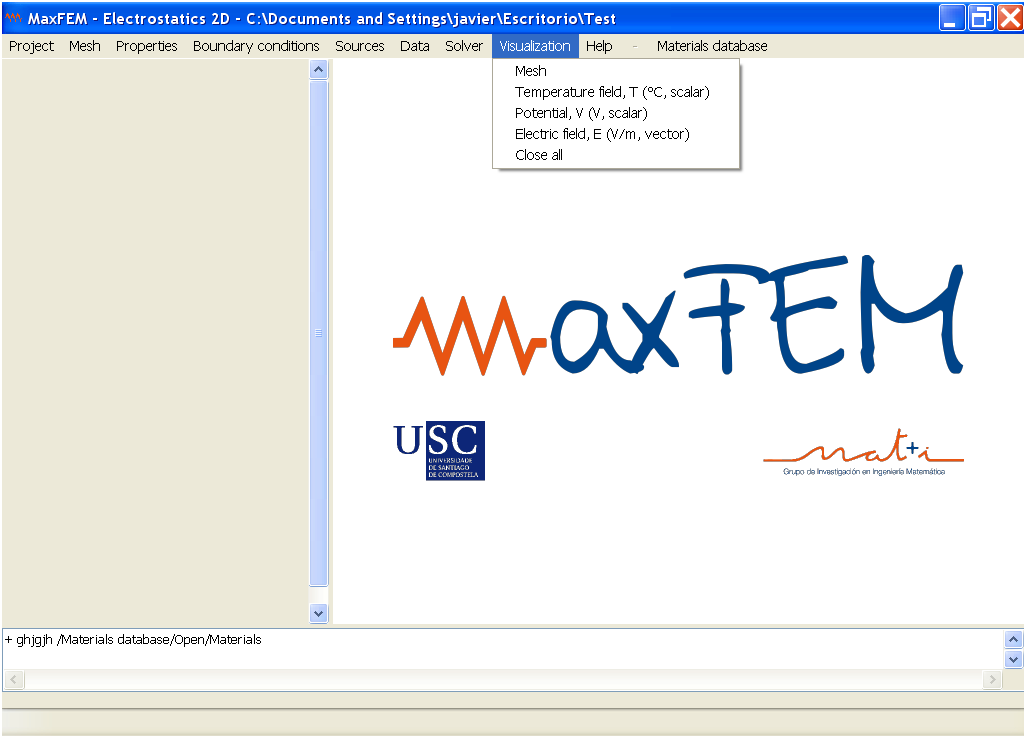 MaxFEM - Electrostatics 2D - C:\Documents and Settings\javier\Escritorio\Test
Project Mesh Properties Boundary conditions Sources Data Solver Visualization Help - Materials database
Mesh
Temperature field, T (ºC, scalar)
Potential, V (V, scalar)
Electric field, E (V/m, vector)
Close all
MaxFEM
USC
UNIVERSIDADE
DE SANTIAGO
DE COMPOSTELA
mat+i
Grupo de Investigación en Ingeniería Matemática
+ ghjgjh /Materials database/Open/Materials